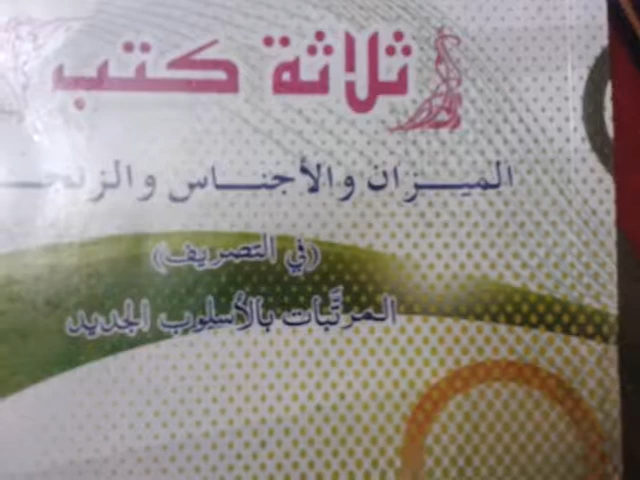 ثلاثة كتب
الميزان والأجناس
(في التصريف)
المرتَّبات بالأسلوب الجديد